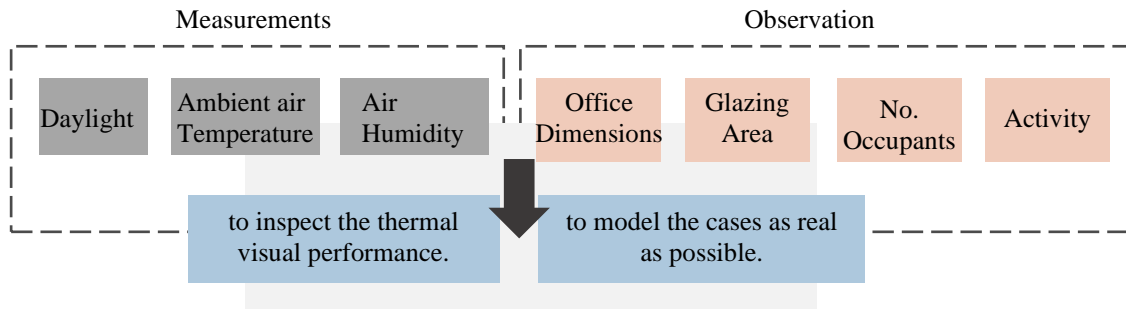 Measurements
Observation
Daylight
Ambient air
Temperature
Air
Humidity
Office
Dimensions
Glazing
Area
No.
Occupants
Activity
to inspect the thermal
visual performance.
to model the cases as real
as possible.